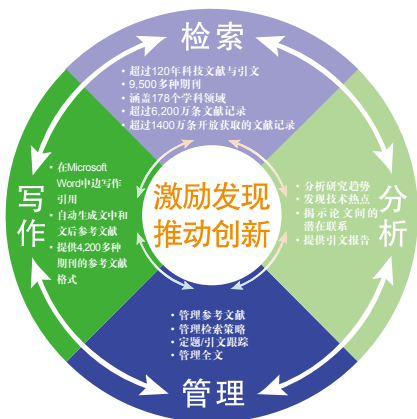 检索
• 超过120年科技文献与引文
• 9,500多种期刊
• 涵盖178个学科领域
• 超过6,200万条文献记录
• 超过1400万条开放获取的文献记录
写作
• 在Microsoft
Word中边写作
引用
• 自动生成文中和
文后参考文献
• 提供4,200多种
期刊的参考文献
格式
激励发现
推动创新
• 分析研究趋势
• 发现技术热点
• 揭示论文间的
潜在联系
• 提供引文报告
分析
• 管理参考文献
• 管理检索策略
• 定题/引文跟踪
• 管理全文
管理